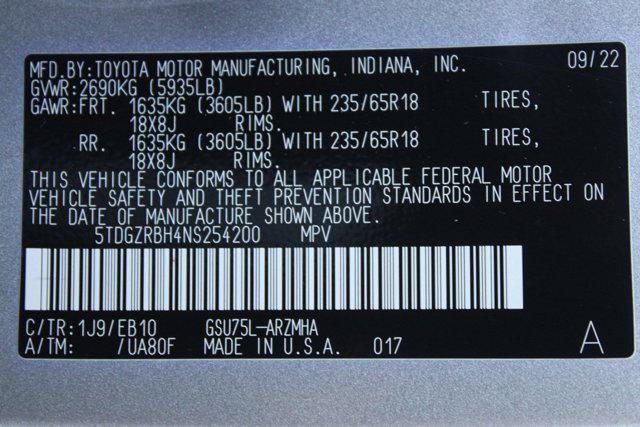 MFD.BY:TOYOTA MOTOR MANUFACTURING, INDIANA, INC. 09/22
GVWR:2690KG (5935LB)
GAWR:FRT. 1635KG (3605LB) WITH 235/65R18 TIRES,
18X8J RIMS.
RR. 1635KG (3605LB) WITH 235/65R18 TIRES,
18X8J RIMS.
THIS VEHICLE CONFORMS TO ALL APPLICABLE FEDERAL MOTOR
VEHICLE SAFETY AND THEFT PREVENTION STANDARDS IN EFFECT ON
THE DATE OF MANUFACTURE SHOWN ABOVE.
5TDGZRBH4NS254200 MPV
C/TR:1J9/EB10 GSU75L-ARZMHA
A/TM: /UA80F MADE IN U.S.A. 017 A